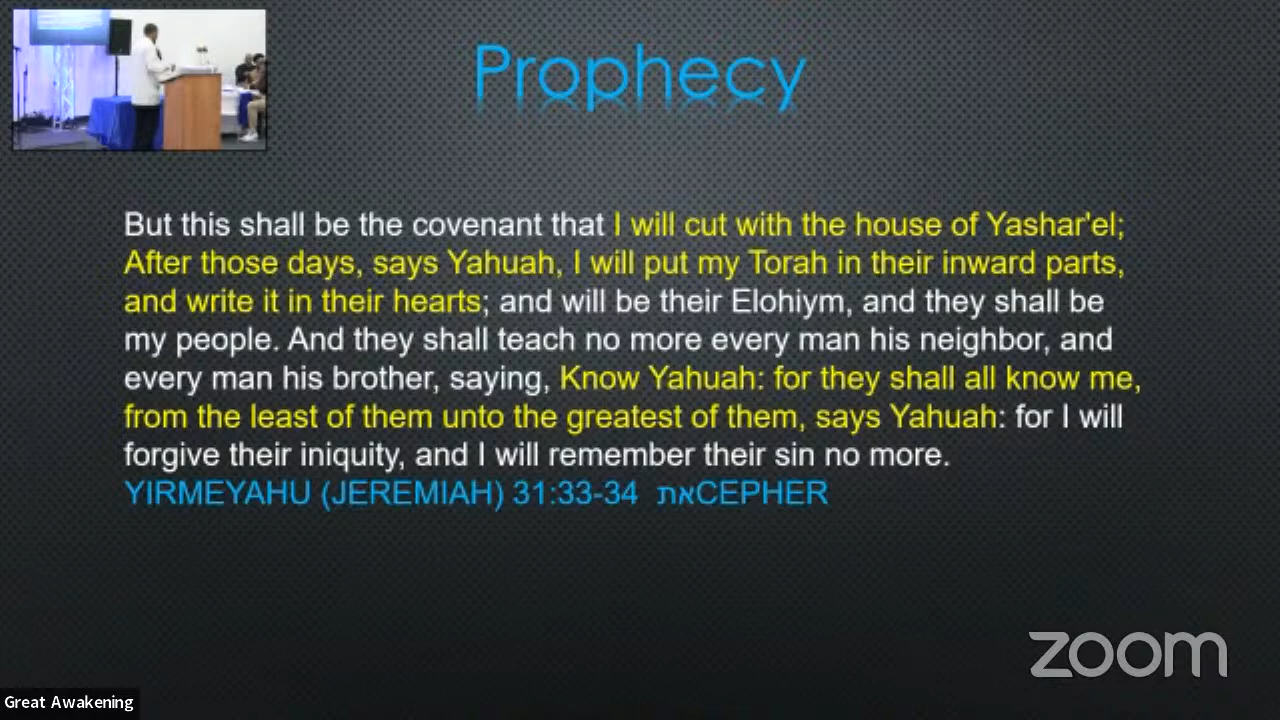 Prophecy
But this shall be the covenant that I will cut with the house of Yashar'el;
After those days, says Yahuah, I will put my Torah in their inward parts,
and write it in their hearts; and will be their Elohiym, and they shall be
my people. And they shall teach no more every man his neighbor, and
every man his brother, saying, Know Yahuah: for they shall all know me,
from the least of them unto the greatest of them, says Yahuah: for I will
forgive their iniquity, and I will remember their sin no more.
YIRMEYAHU (JEREMIAH) 31:33-34 אתCEPHER
zoom
Great Awakening